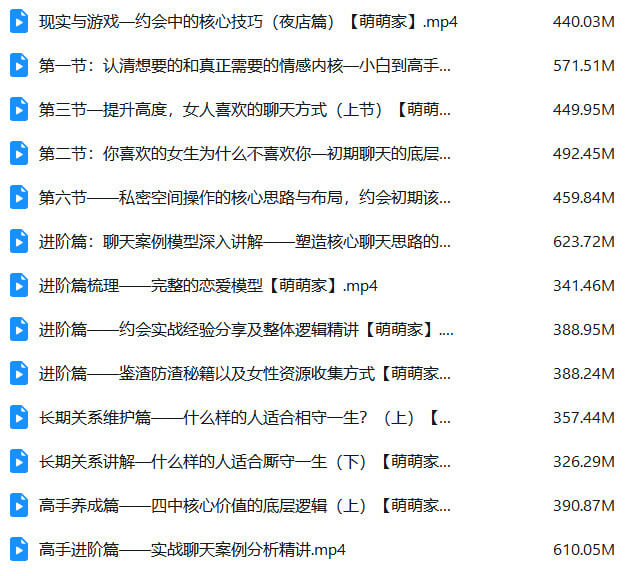 现实与游戏—约会中的核心技巧（夜店篇）【萌萌家】.mp4 440.03M
第一节：认清想要的和真正需要的情感内核—小白到高手... 571.51M
第三节—提升高度，女人喜欢的聊天方式（上节）【萌萌... 449.95M
第二节：你喜欢的女生为什么不喜欢你—初期聊天的底层... 492.45M
第六节——私密空间操作的核心思路与布局，约会初期该... 459.84M
进阶篇：聊天案例模型深入讲解——塑造核心聊天思路的... 623.72M
进阶篇梳理——完整的恋爱模型【萌萌家】.mp4 341.46M
进阶篇——约会实战经验分享及整体逻辑精讲【萌萌家】.... 388.95M
进阶篇——鉴渣防渣秘籍以及女性资源收集方式【萌萌家... 388.24M
长期关系维护篇——什么样的人适合相守一生？（上）【... 357.44M
长期关系讲解—什么样的人适合厮守一生（下）【萌萌家... 326.29M
高手养成篇——四中核心价值的底层逻辑（上）【萌萌家... 390.87M
高手进阶篇——实战聊天案例分析精讲.mp4 610.05M